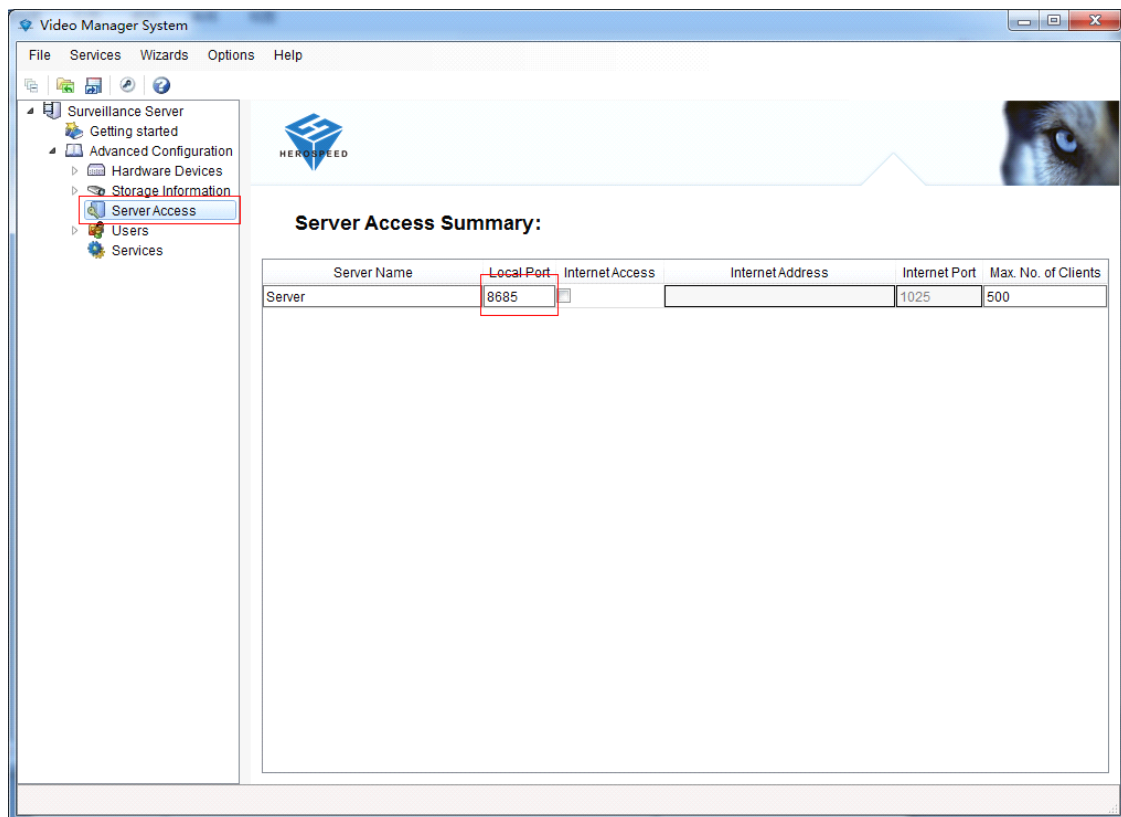 Video Manager System
File Services Wizards Options Help
Surveillance Server
Getting started
Advanced Configuration
Hardware Devices
Storage Information
Server Access
Users
Services
HEROSPEED
Server Access Summary:
Server Name Local Port Internet Access Internet Address Internet Port Max. No. of Clients
Server 8685 1025 500